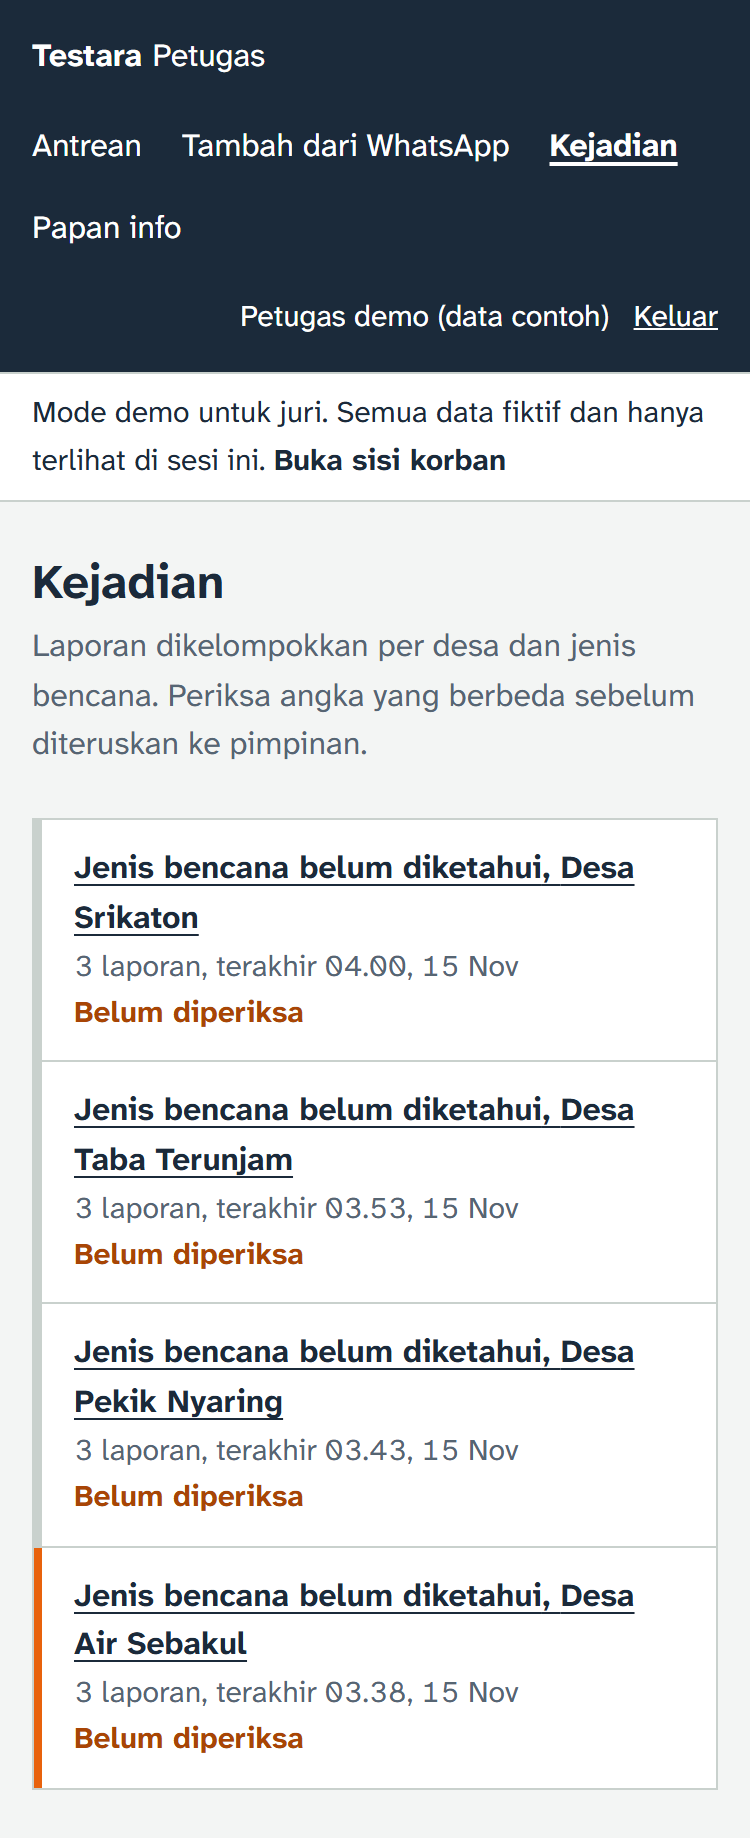 Testara Petugas
Antrean Tambah dari WhatsApp Kejadian
Papan info
Petugas demo (data contoh) Keluar
Mode demo untuk juri. Semua data fiktif dan hanya
terlihat di sesi ini. Buka sisi korban
Kejadian
Laporan dikelompokkan per desa dan jenis
bencana. Periksa angka yang berbeda sebelum
diteruskan ke pimpinan.
Jenis bencana belum diketahui, Desa
Srikaton
3 laporan, terakhir 04.00, 15 Nov
Belum diperiksa
Jenis bencana belum diketahui, Desa
Taba Terunjam
3 laporan, terakhir 03.53, 15 Nov
Belum diperiksa
Jenis bencana belum diketahui, Desa
Pekik Nyaring
3 laporan, terakhir 03.43, 15 Nov
Belum diperiksa
Jenis bencana belum diketahui, Desa
Air Sebakul
3 laporan, terakhir 03.38, 15 Nov
Belum diperiksa